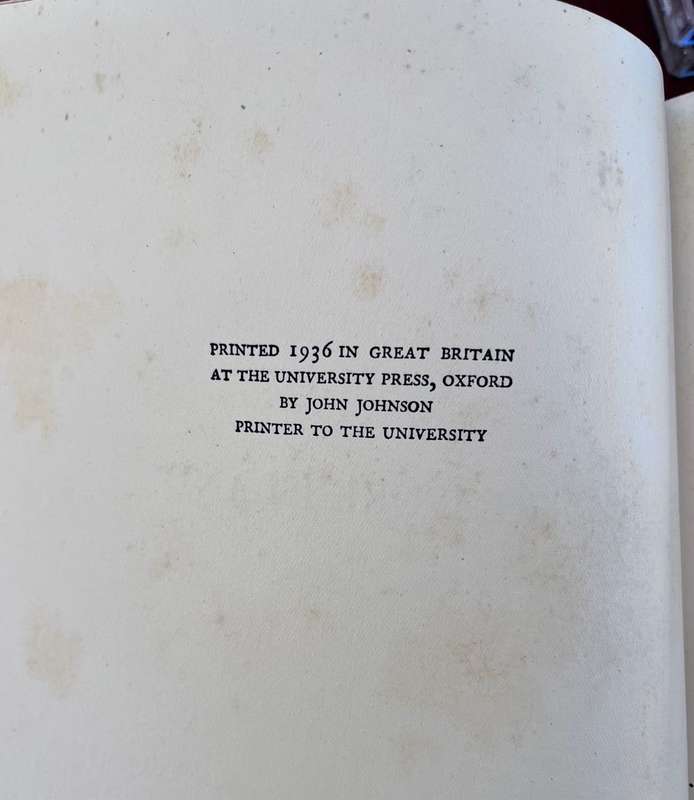 PRINTED 1936 IN GREAT BRITAIN
AT THE UNIVERSITY PRESS, OXFORD
BY JOHN JOHNSON
PRINTER TO THE UNIVERSITY